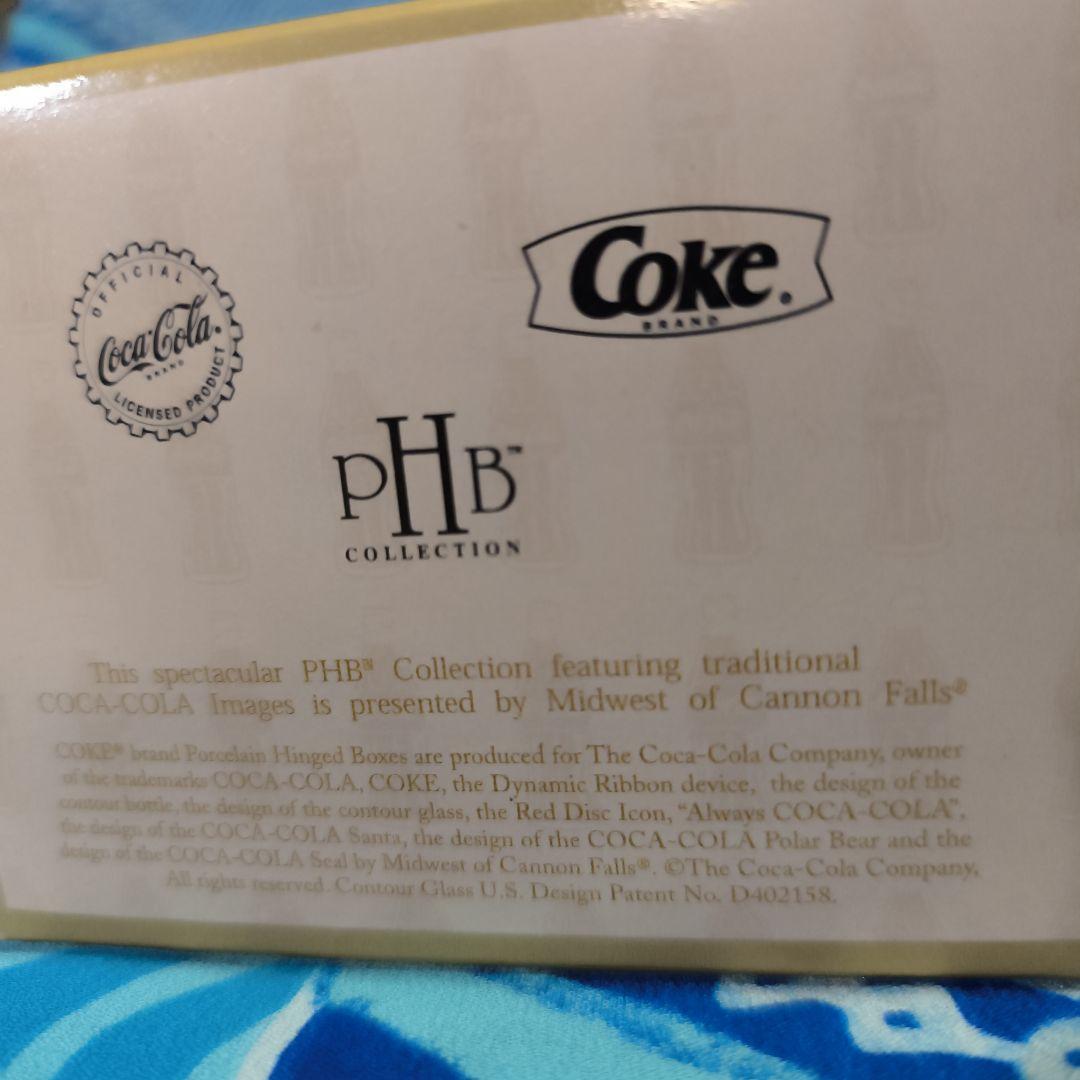 OFFICIAL
Coca-Cola.
BRAND
LICENSED PRODUCT
Coke.
BRAND
PHB™
COLLECTION
This spectacular PHB™ Collection featuring traditional
COCA-COLA Images is presented by Midwest of Cannon Falls®
COKE® brand Porcelain Hinged Boxes are produced for The Coca-Cola Company, owner
of the trademarks COCA-COLA, COKE, the Dynamic Ribbon device, the design of the
contour bottle, the design of the contour glass, the Red Disc Icon, "Always COCA-COLA",
the design of the COCA-COLA Santa, the design of the COCA-COLA Polar Bear and the
design of the COCA-COLA Seal by Midwest of Cannon Falls®. ©The Coca-Cola Company,
All rights reserved. Contour Glass U.S. Design Patent No. D402158.